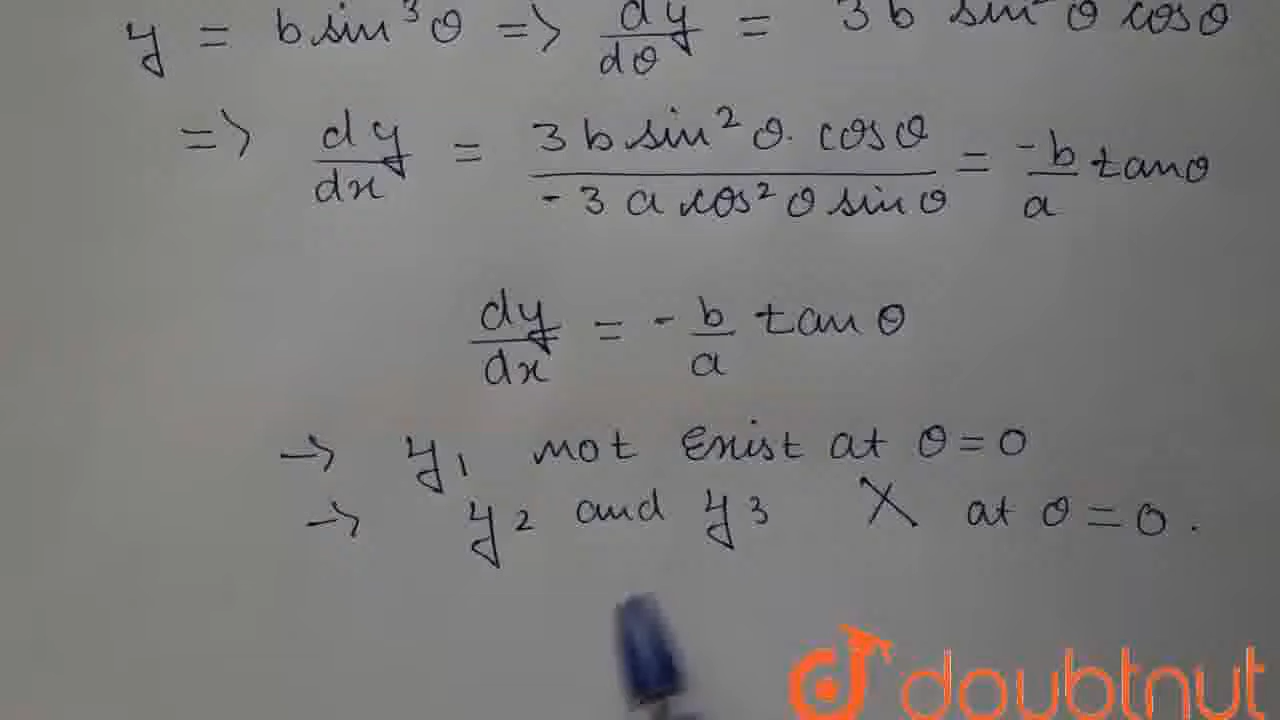 y = b sin³θ => dy/dθ = 3b sin²θ cosθ
=> dy/dx = 3b sin²θ. cosθ / -3a cos²θ sinθ = -b/a tanθ
dy/dx = - b/a tanθ
→ y₁ not Exist at θ=0
→ y₂ and y₃ X at θ=0.
doubtnut